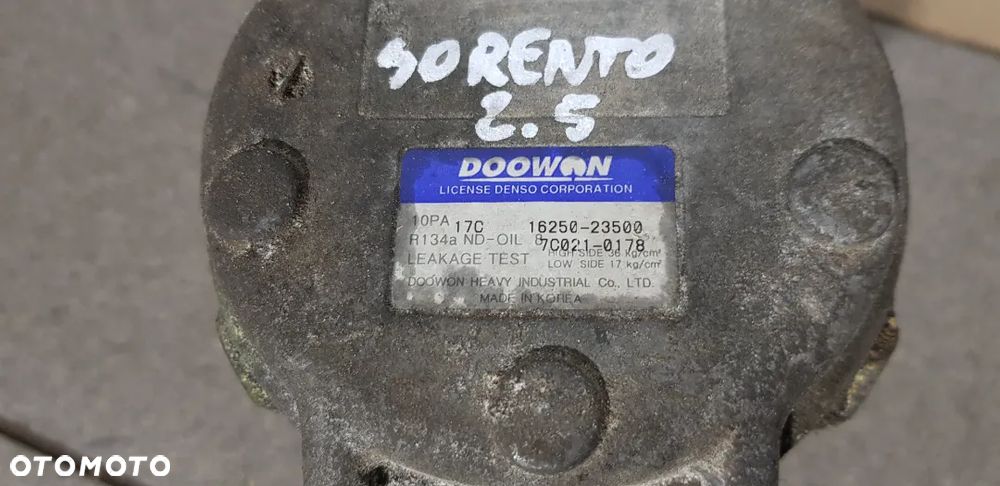 SORENTO
2.5
DOOWON
LICENSE DENSO CORPORATION
10PA 17C 16250-23500
R134a ND-OIL 8 7C021-0178
LEAKAGE TEST HIGH SIDE 36 kg/cm²
LOW SIDE 17 kg/cm²
DOOWON HEAVY INDUSTRIAL Co., LTD.
MADE IN KOREA
OTOMOTO